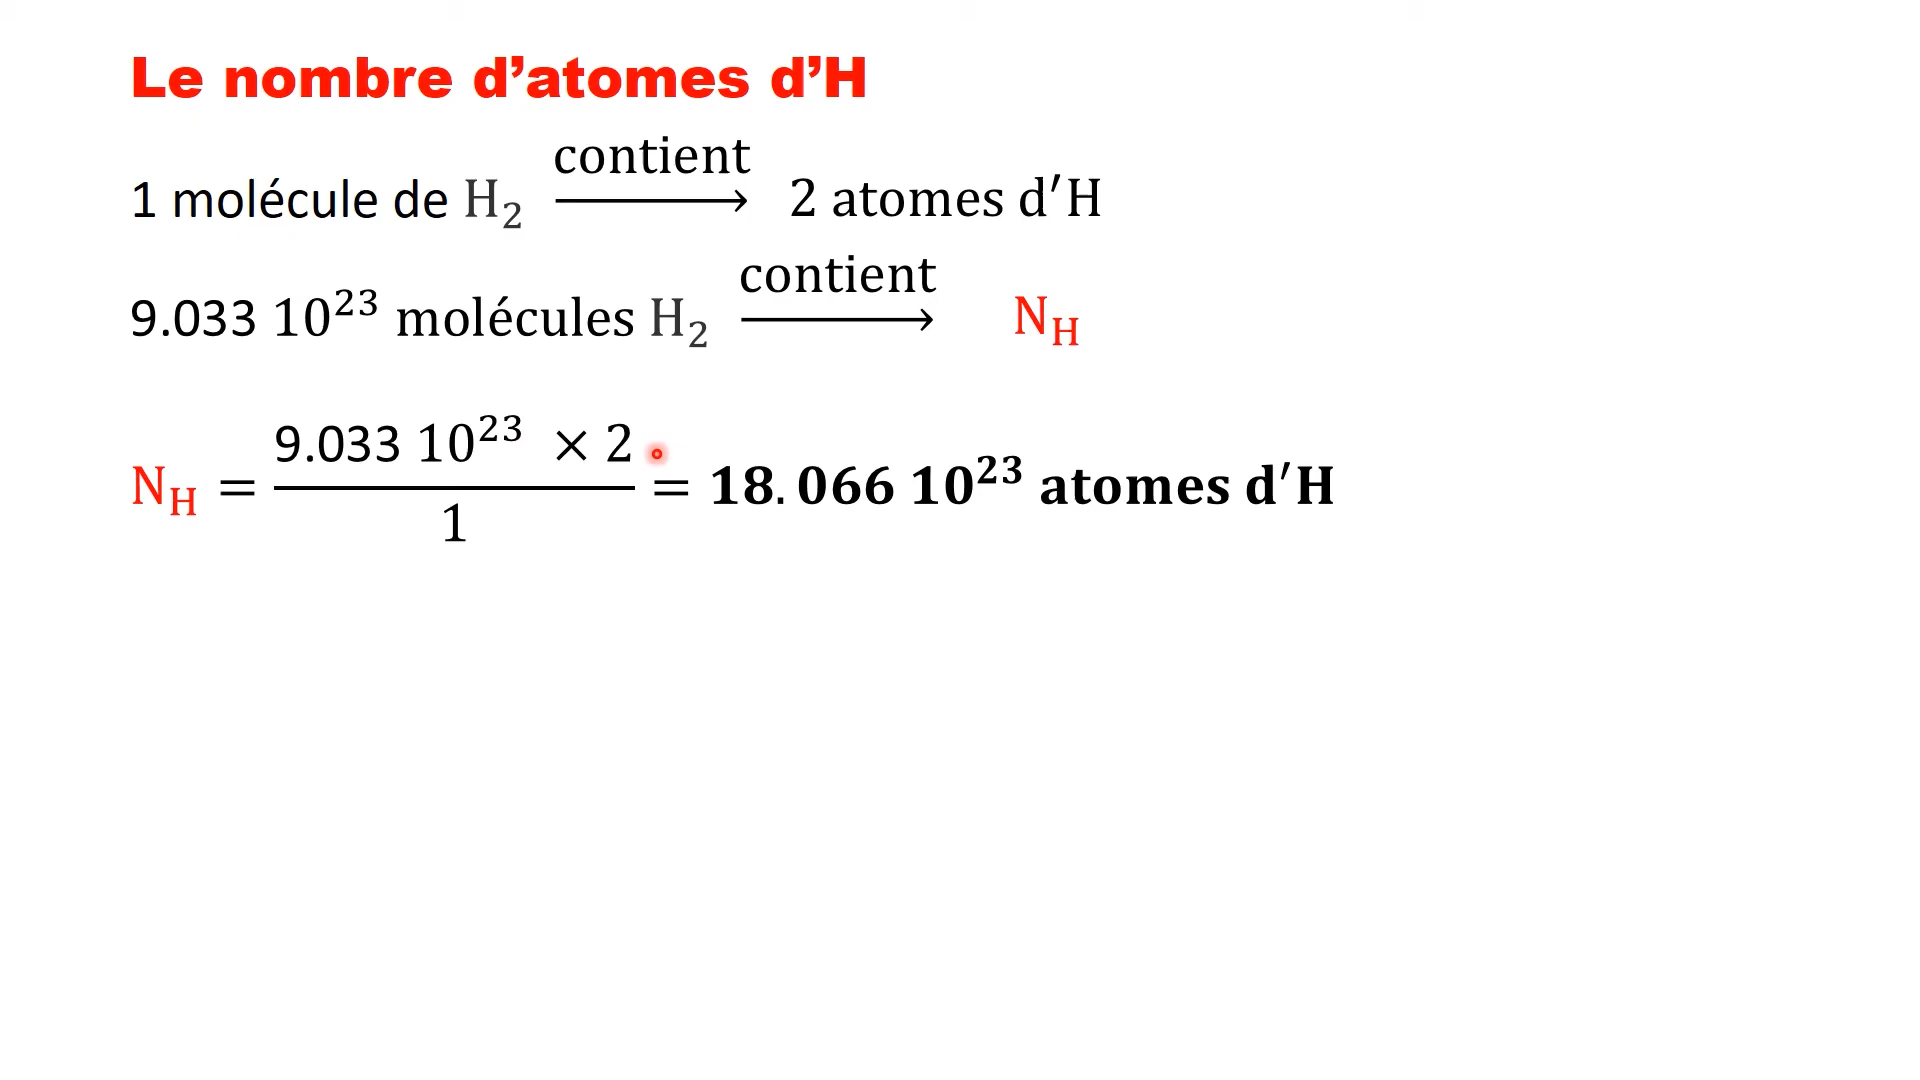 Le nombre d’atomes d’H
1 molécule de H₂ contient ⟶ 2 atomes d′H
9.033 10²³ molécules H₂ contient ⟶ N_H
N_H = (9.033 10²³ × 2) / 1 = 18.066 10²³ atomes d′H